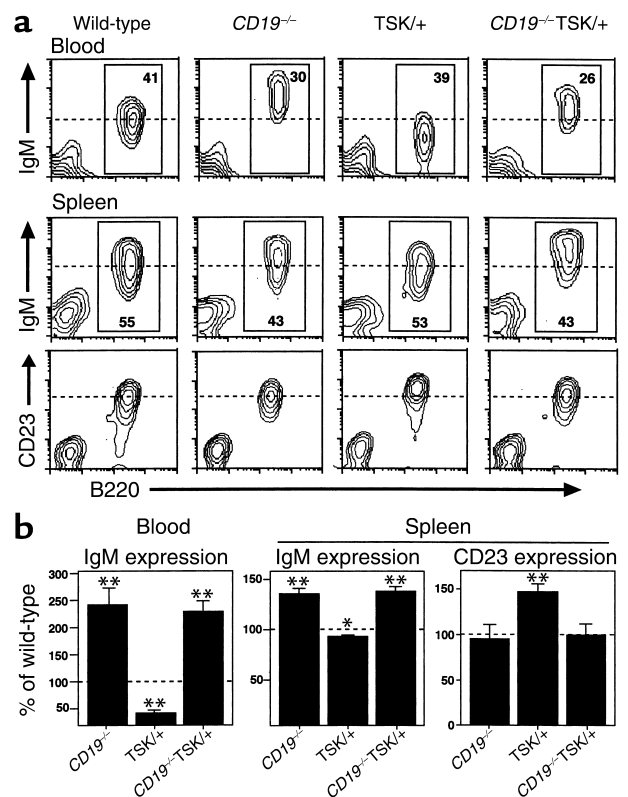 a
Wild-type CD19-/- TSK/+ CD19-/-TSK/+
Blood
IgM
41 30 39 26
Spleen
IgM
55 43 53 43
CD23
B220
b
Blood Spleen
IgM expression IgM expression CD23 expression
% of wild-type
300
250
200
150
100
50
** ** **
150
100
50
** * **
150
100
50
0
**
CD19-/- TSK/+ CD19-/-TSK/+
CD19-/- TSK/+ CD19-/-TSK/+
CD19-/- TSK/+ CD19-/-TSK/+